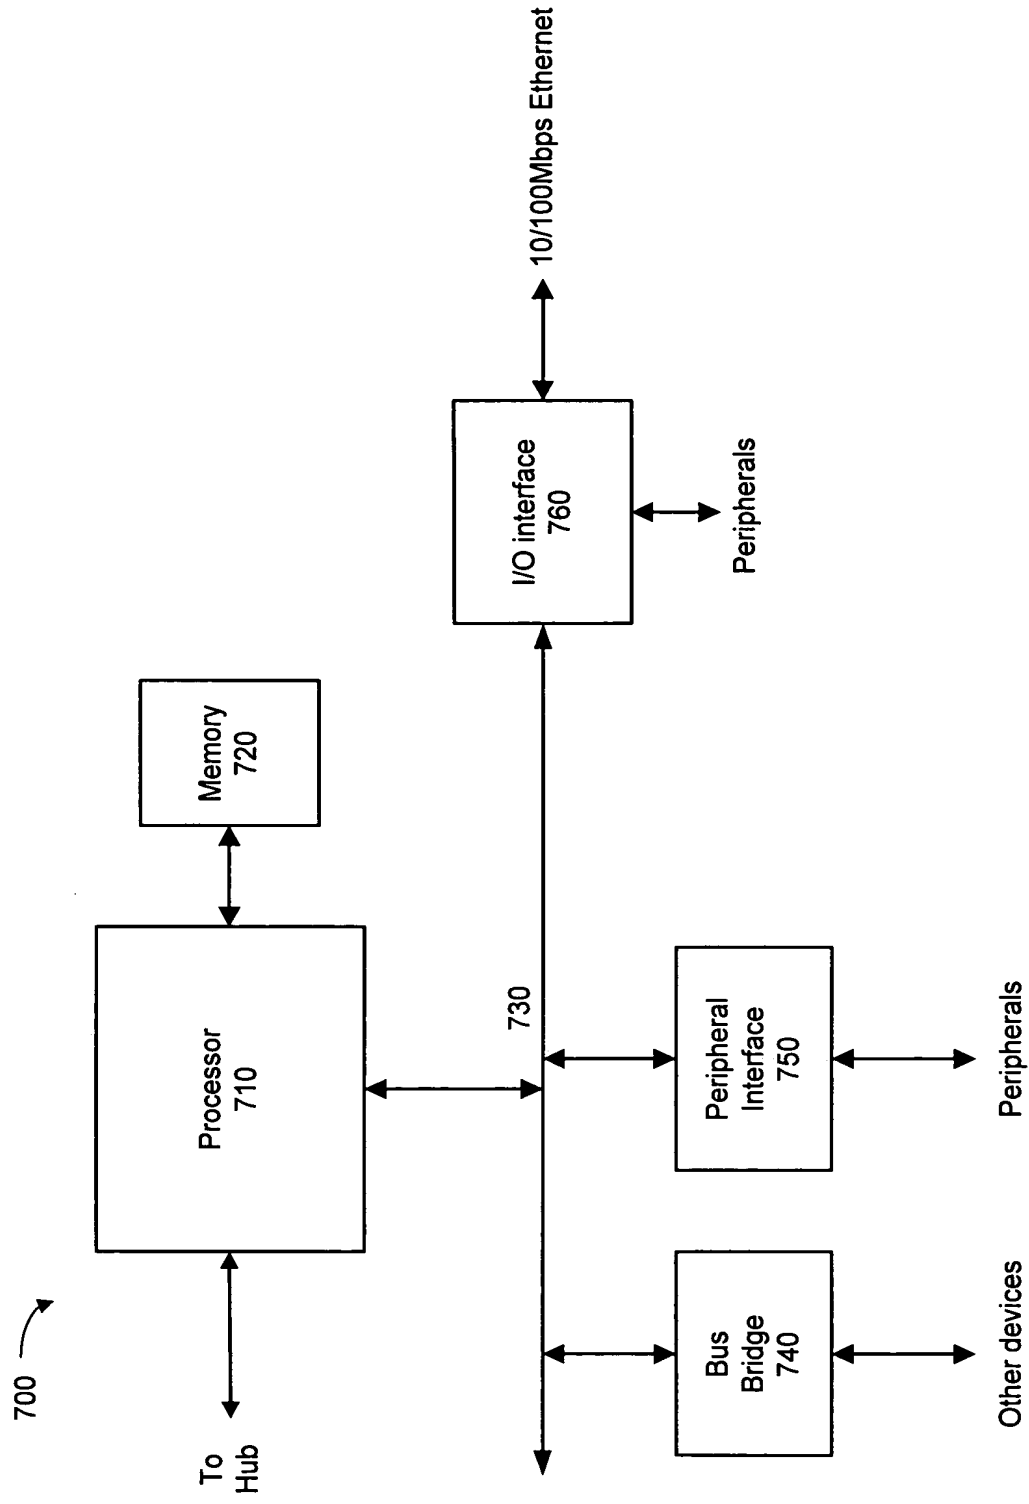 700
To
Hub
Processor
710
Memory
720
730
Bus
Bridge
740
Peripheral
Interface
750
I/O interface
760
10/100Mbps Ethernet
Other devices
Peripherals
Peripherals